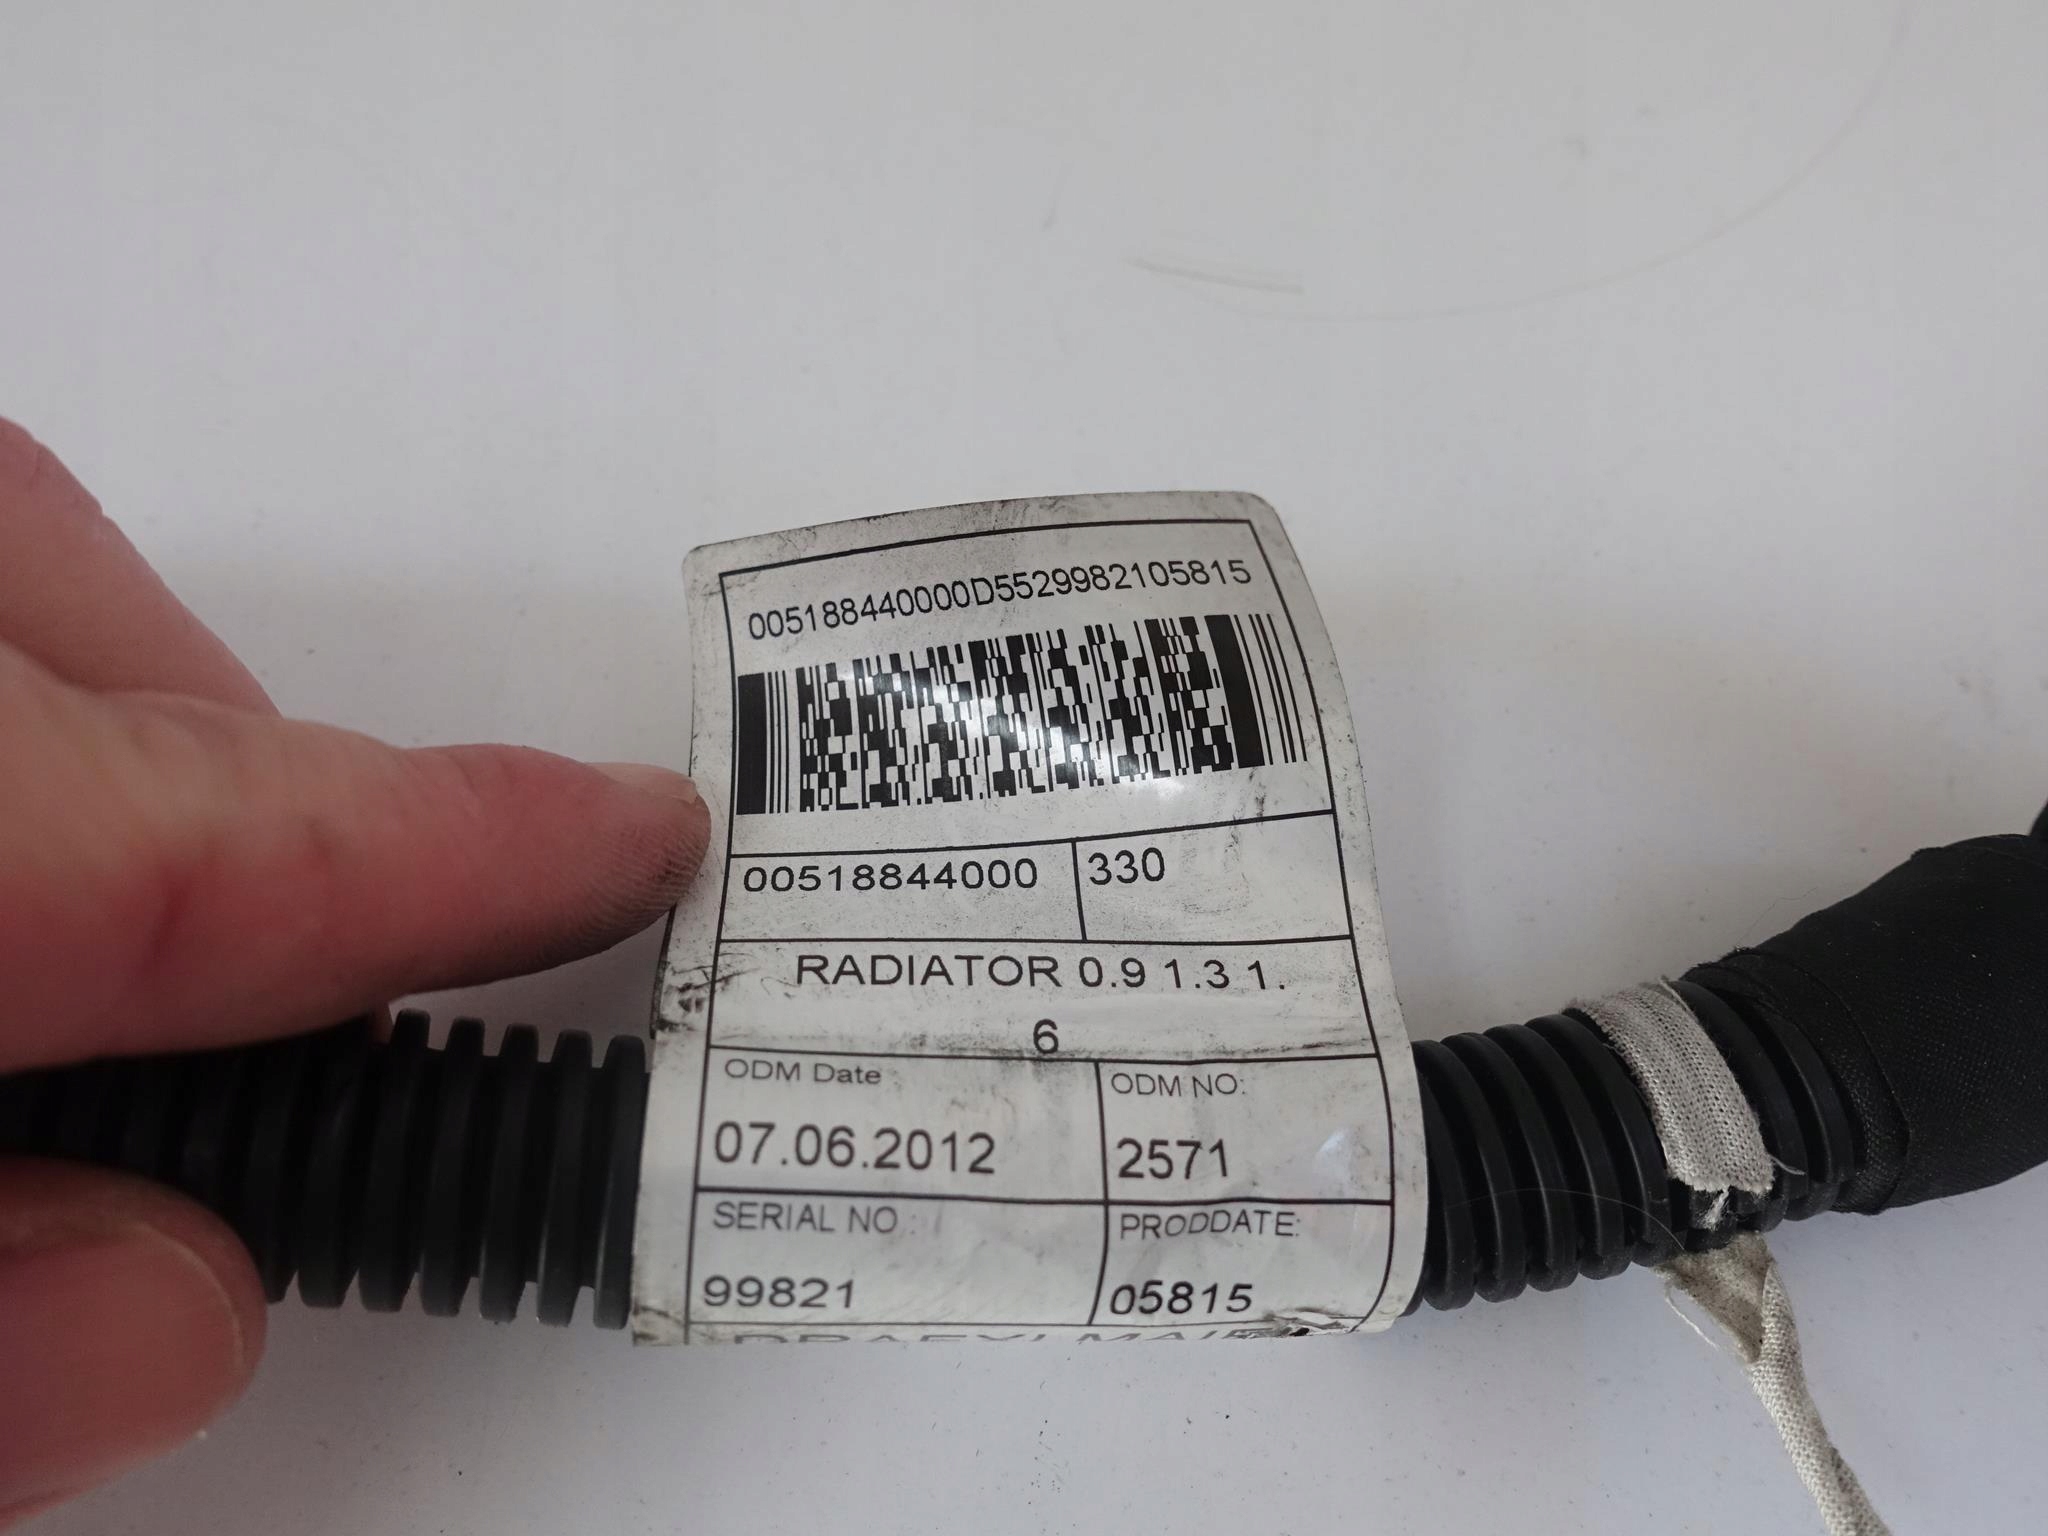 005188440000D5529982105815
00518844000 330
RADIATOR 0.9 1.3 1.
6
ODM Date ODM NO:
07.06.2012 2571
SERIAL NO : PRODDATE:
99821 05815